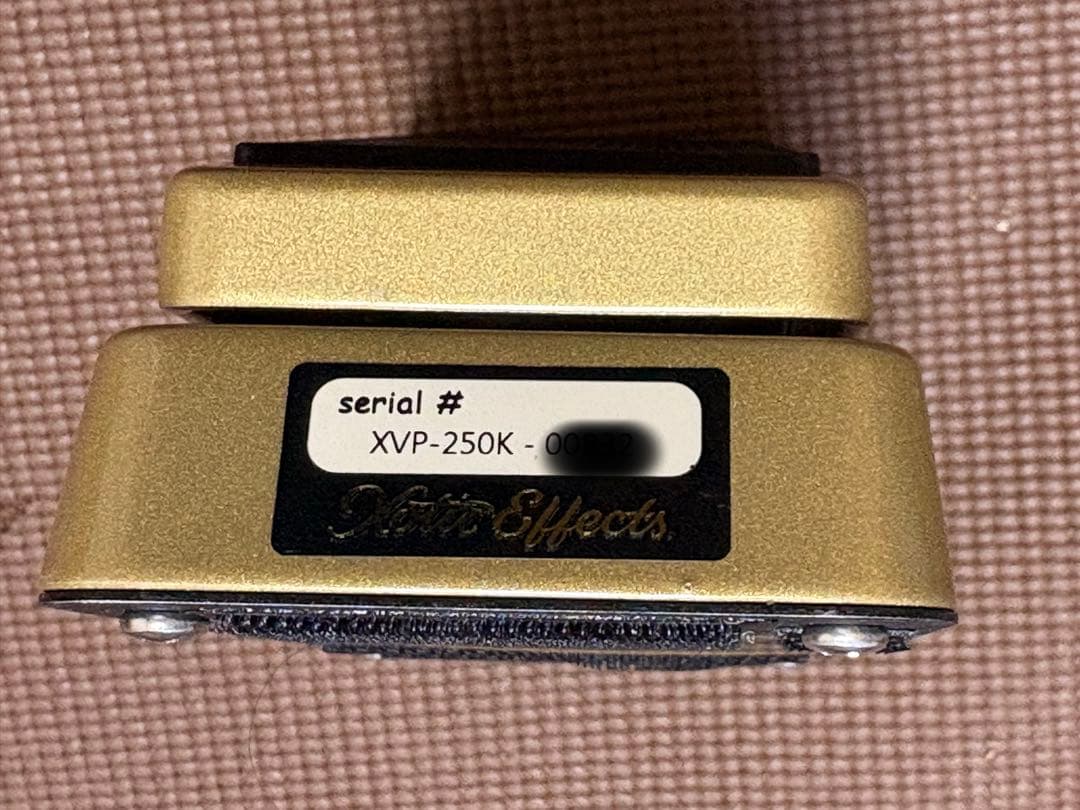 serial #
XVP-250K - 00
Xotic Effects